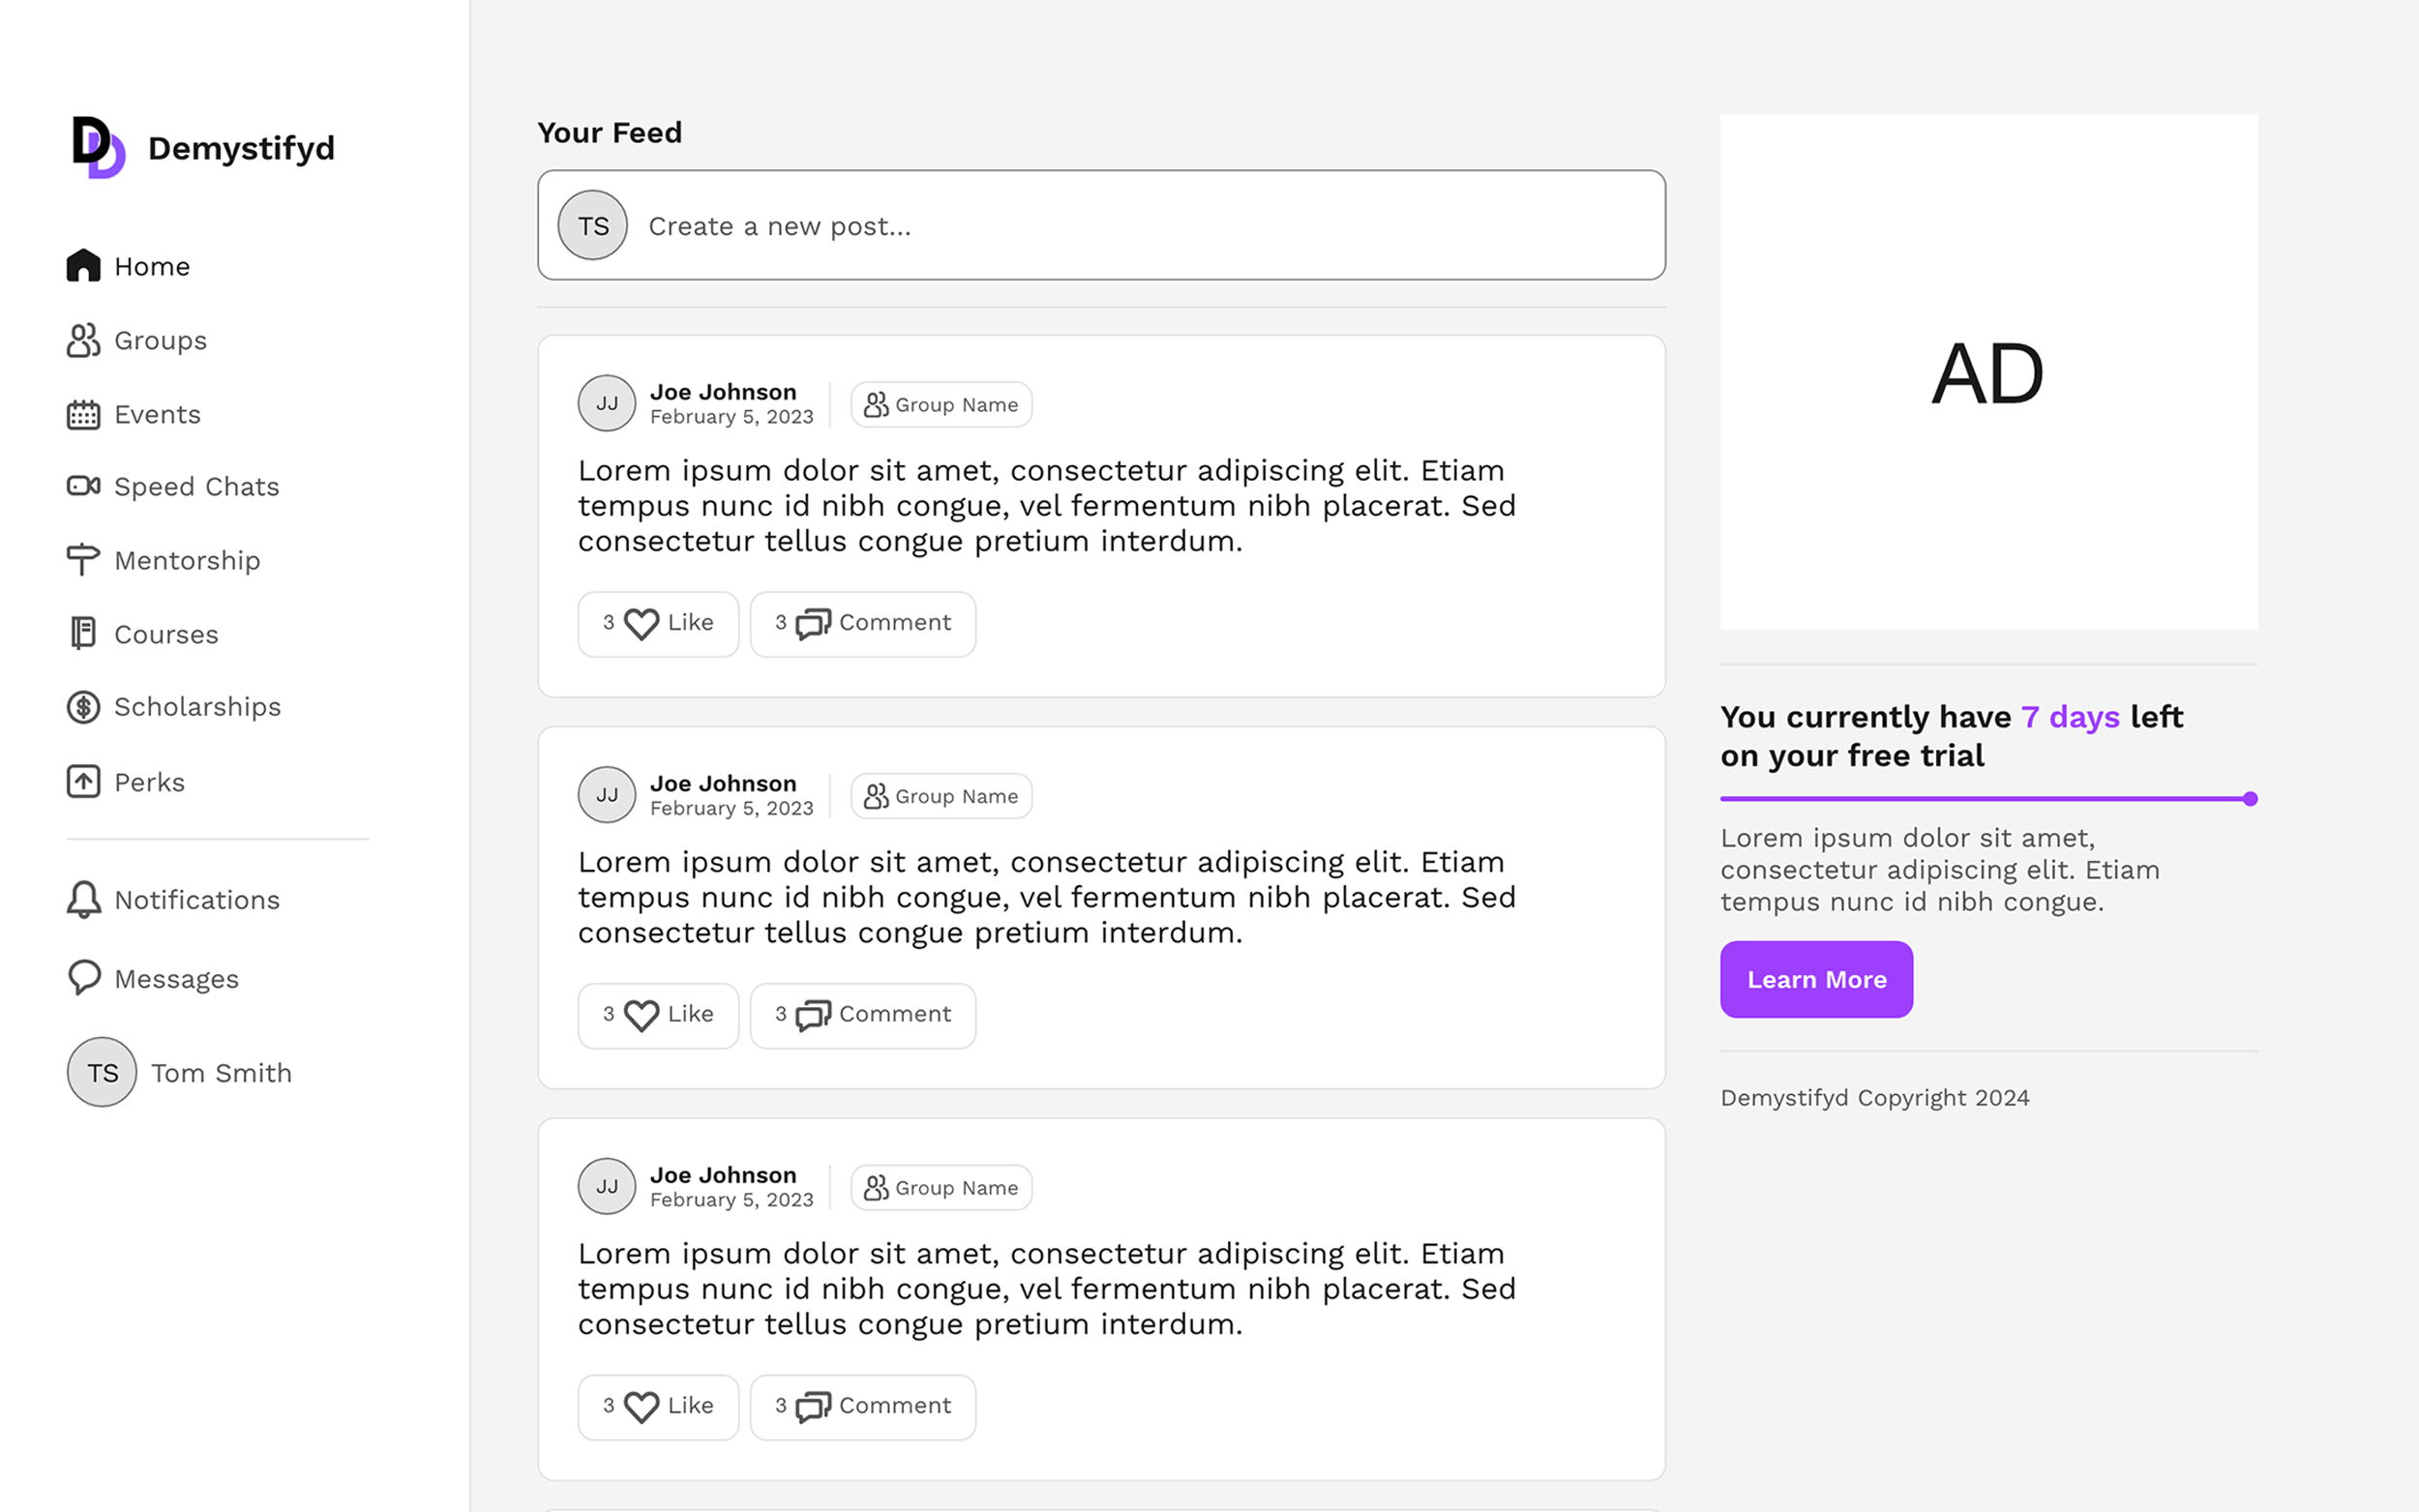 Demystifyd
Home
Groups
Events
Speed Chats
Mentorship
Courses
Scholarships
Perks
Notifications
Messages
TS Tom Smith
Your Feed
TS Create a new post...
JJ
Joe Johnson
February 5, 2023
Group Name
Lorem ipsum dolor sit amet, consectetur adipiscing elit. Etiam
tempus nunc id nibh congue, vel fermentum nibh placerat. Sed
consectetur tellus congue pretium interdum.
3 Like
3 Comment
JJ
Joe Johnson
February 5, 2023
Group Name
Lorem ipsum dolor sit amet, consectetur adipiscing elit. Etiam
tempus nunc id nibh congue, vel fermentum nibh placerat. Sed
consectetur tellus congue pretium interdum.
3 Like
3 Comment
JJ
Joe Johnson
February 5, 2023
Group Name
Lorem ipsum dolor sit amet, consectetur adipiscing elit. Etiam
tempus nunc id nibh congue, vel fermentum nibh placerat. Sed
consectetur tellus congue pretium interdum.
3 Like
3 Comment
AD
You currently have 7 days left
on your free trial
Lorem ipsum dolor sit amet,
consectetur adipiscing elit. Etiam
tempus nunc id nibh congue.
Learn More
Demystifyd Copyright 2024